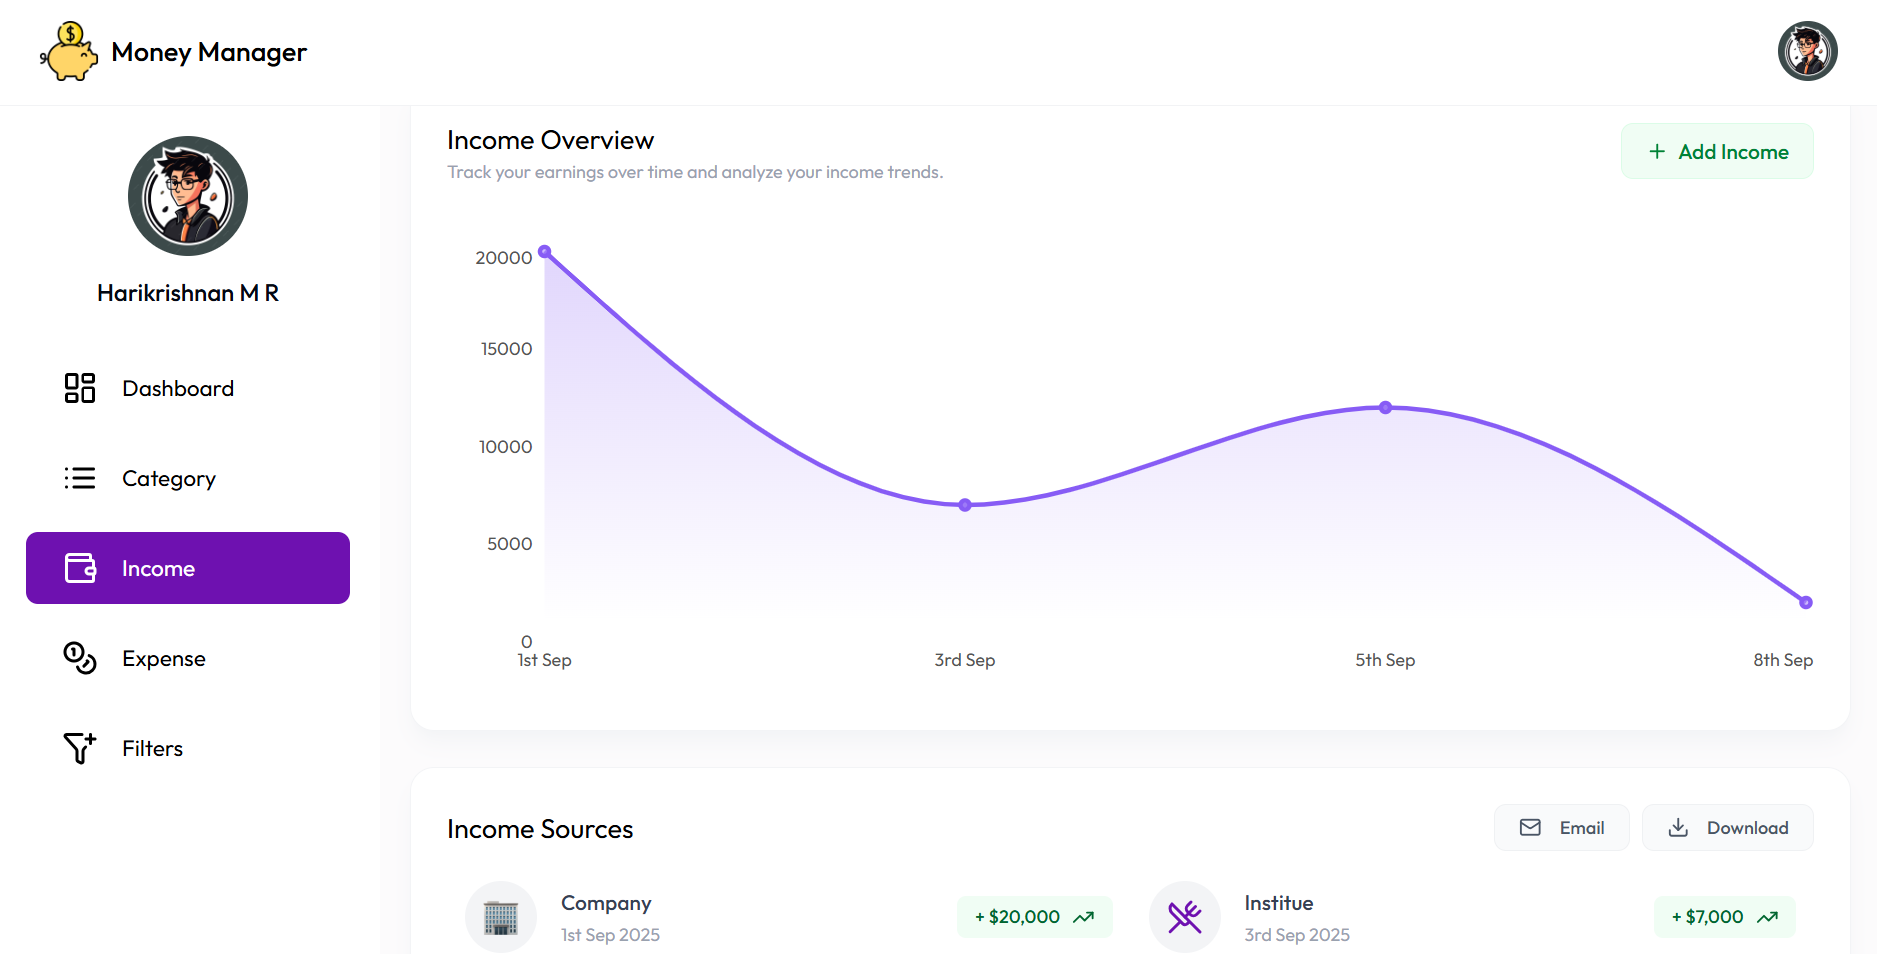 Money Manager
Harikrishnan M R
Dashboard
Category
Income
Expense
Filters
Income Overview
Track your earnings over time and analyze your income trends.
+ Add Income
20000
15000
10000
5000
0
1st Sep 3rd Sep 5th Sep 8th Sep
Income Sources
Email Download
Company
1st Sep 2025
+ $20,000
Institue
3rd Sep 2025
+ $7,000